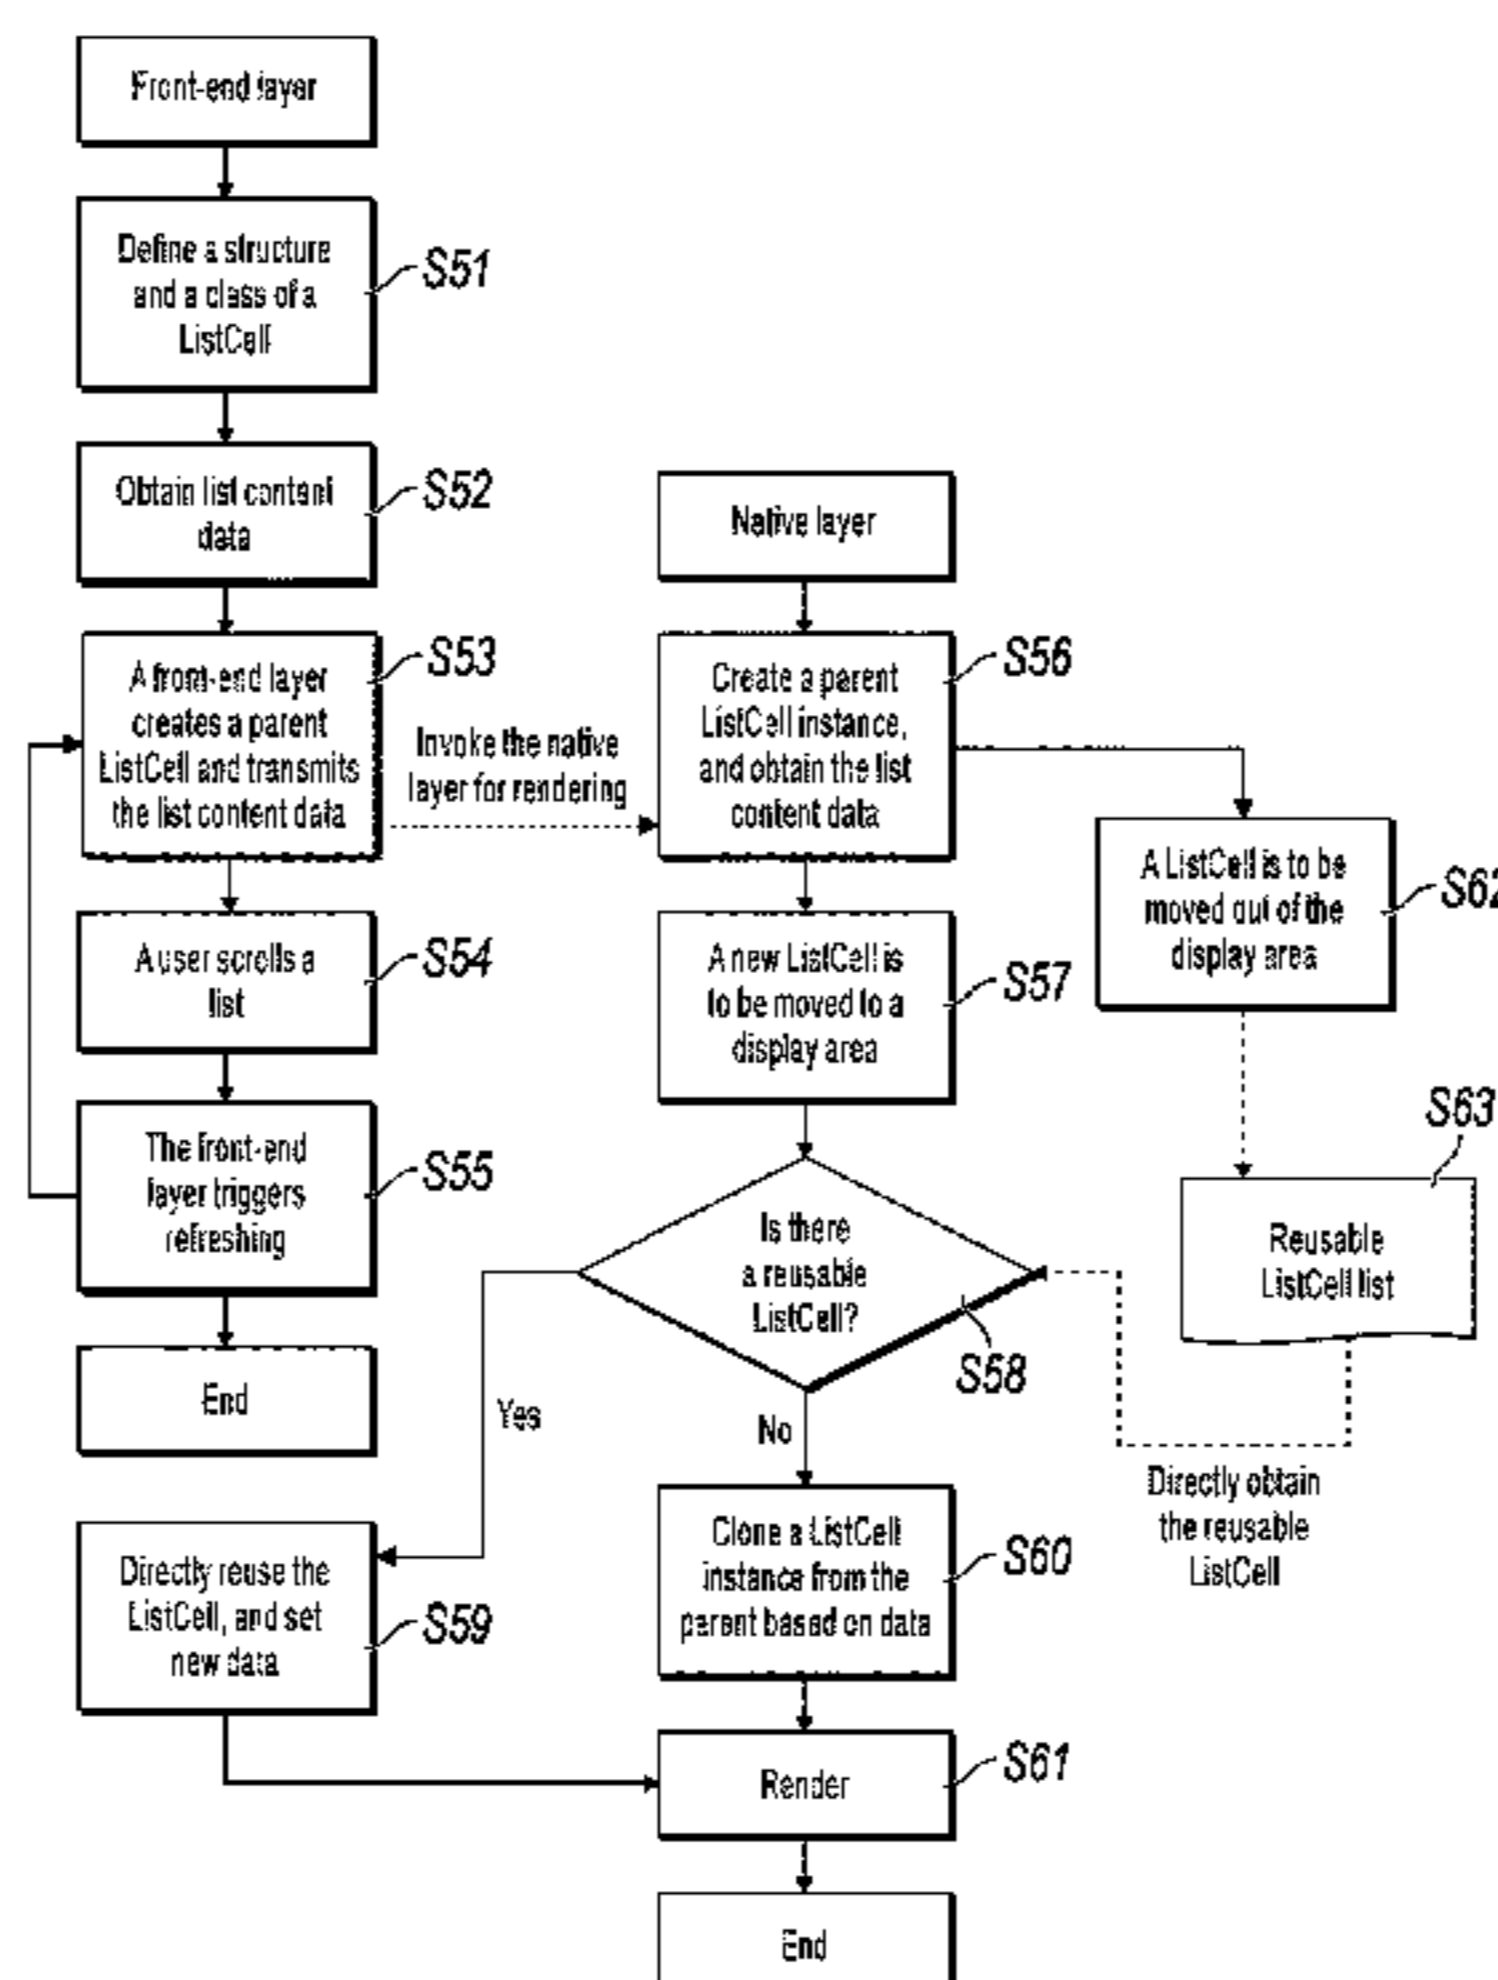 Front-end layer
Define a structure
and a class of a
ListCell
S51
Obtain list content
data
S52
A front-end layer
creates a parent
ListCell and transmits
the list content data
S53
Invoke the native
layer for rendering
A user scrolls a
list
S54
The front-end
layer triggers
refreshing
S55
End
Native layer
Create a parent
ListCell instance,
and obtain the list
content data
S56
A new ListCell is
to be moved to a
display area
S57
Is there
a reusable
ListCell?
S58
Yes
No
Directly reuse the
ListCell, and set
new data
S59
Clone a ListCell
instance from the
parent based on data
S60
Render
S61
End
A ListCell is to be
moved out of the
display area
S62
Reusable
ListCell list
S63
Directly obtain
the reusable
ListCell